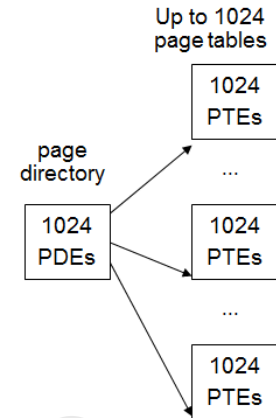 Up to 1024
page tables
1024
PTEs
...
page
directory
1024
PDEs
1024
PTEs
...
1024
PTEs